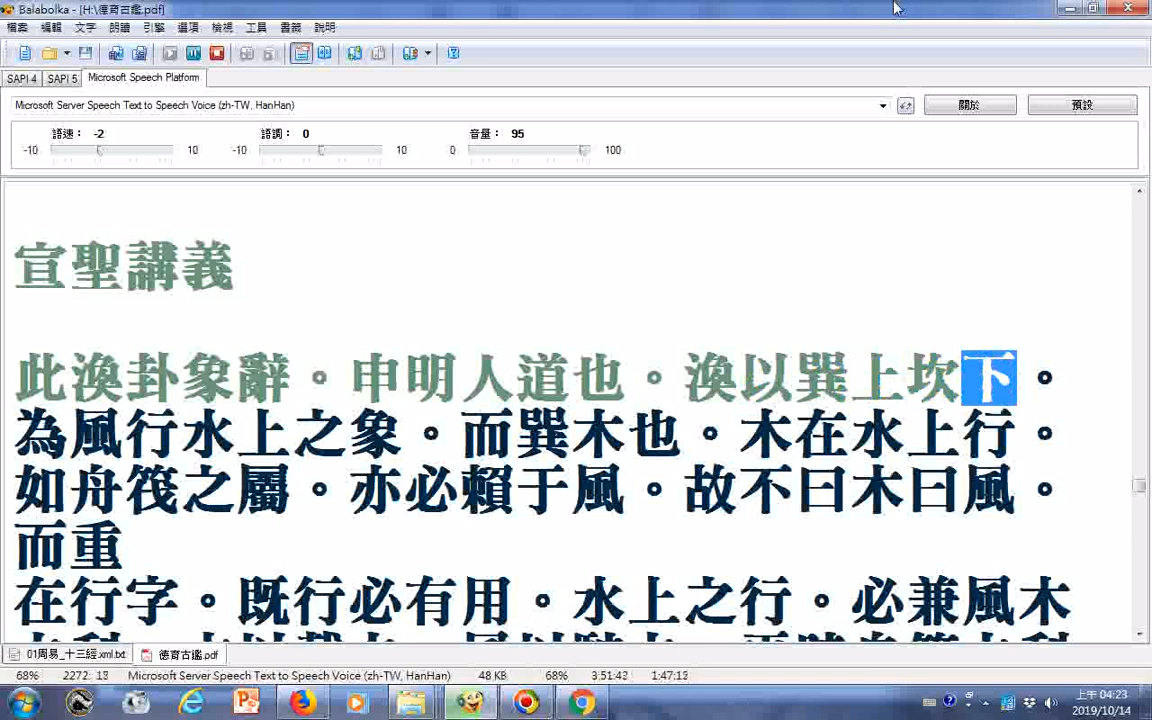 Balabolka - [H:\德育古鑑.pdf]
檔案 編輯 文字 朗讀 引擎 選項 檢視 工具 書籤 說明
SAPI 4 SAPI 5 Microsoft Speech Platform
Microsoft Server Speech Text to Speech Voice (zh-TW, HanHan) 關於 預設
語速： -2 語調： 0 音量： 95
-10 10 -10 10 0 100
宣聖講義
此渙卦象辭。申明人道也。渙以巽上坎下。
為風行水上之象。而巽木也。木在水上行。
如舟筏之屬。亦必賴于風。故不曰木曰風。
而重
在行字。既行必有用。水上之行。必兼風木
01周易_十三經.xml.txt 德育古鑑.pdf
68% 2272: 13 Microsoft Server Speech Text to Speech Voice (zh-TW, HanHan) 48 KB 68% 3:51:43 1:47:13
上午 04:23
2019/10/14